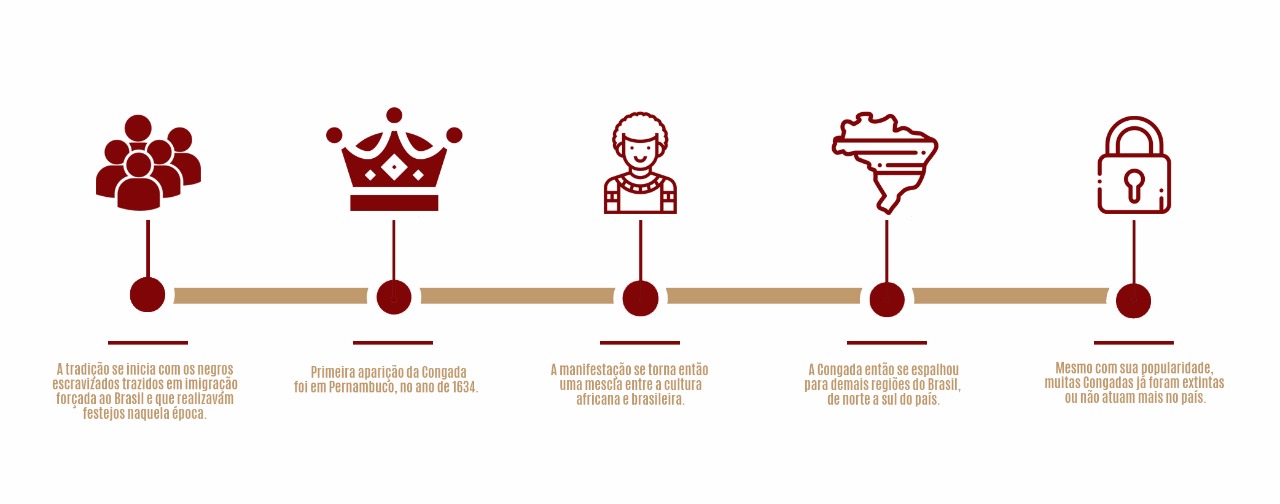 A tradição se inicia com os negros
escravizados trazidos em imigração
forçada ao Brasil e que realizavam
festejos naquela época.
Primeira aparição da Congada
foi em Pernambuco, no ano de 1634.
A manifestação se torna então
uma mescla entre a cultura
africana e brasileira.
A Congada então se espalhou
para demais regiões do Brasil,
de norte a sul do país.
Mesmo com sua popularidade,
muitas Congadas já foram extintas
ou não atuam mais no país.